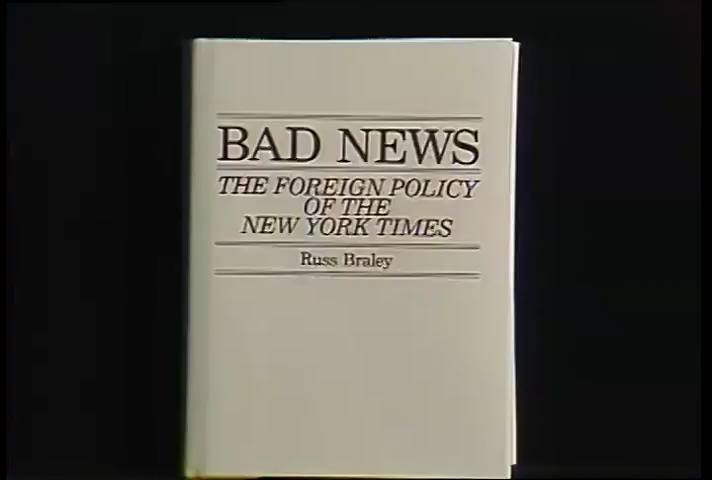 BAD NEWS
THE FOREIGN POLICY
OF THE
NEW YORK TIMES
Russ Braley